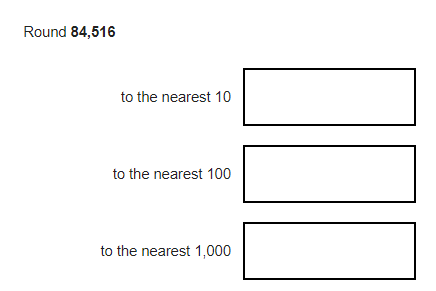 Round 84,516
to the nearest 10
to the nearest 100
to the nearest 1,000